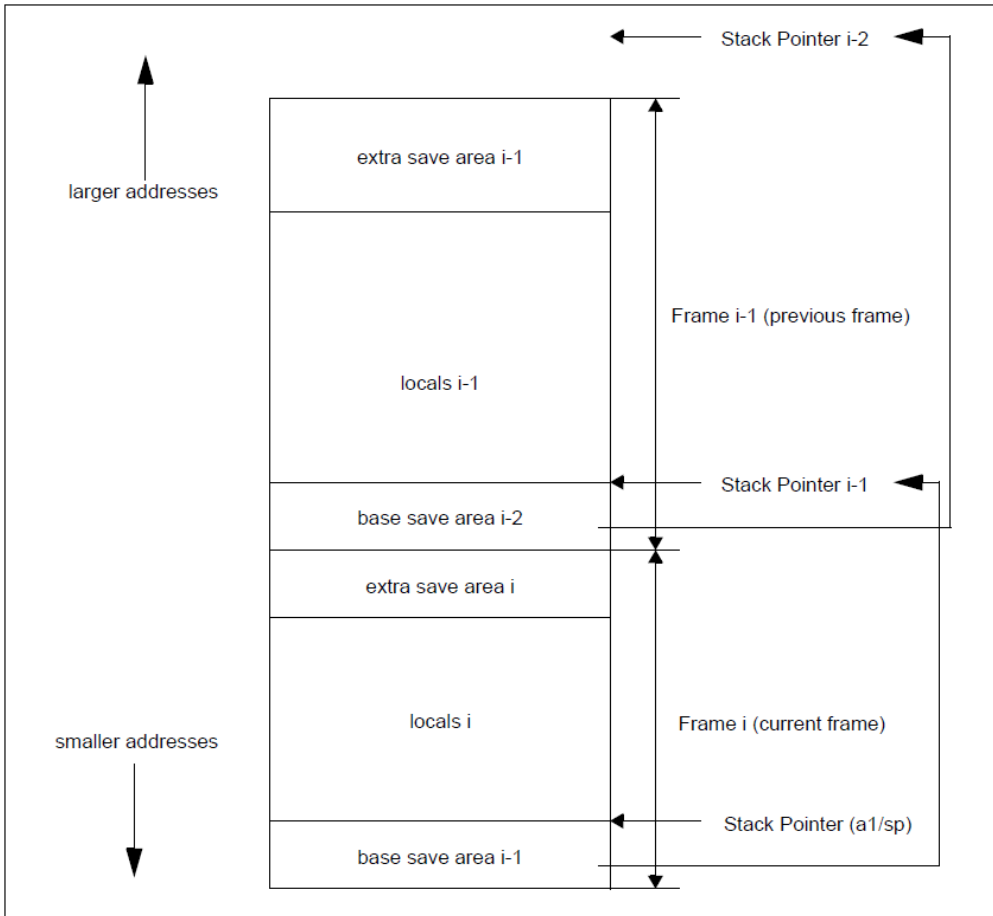 Stack Pointer i-2
extra save area i-1
larger addresses
Frame i-1 (previous frame)
locals i-1
Stack Pointer i-1
base save area i-2
extra save area i
locals i
Frame i (current frame)
smaller addresses
Stack Pointer (a1/sp)
base save area i-1